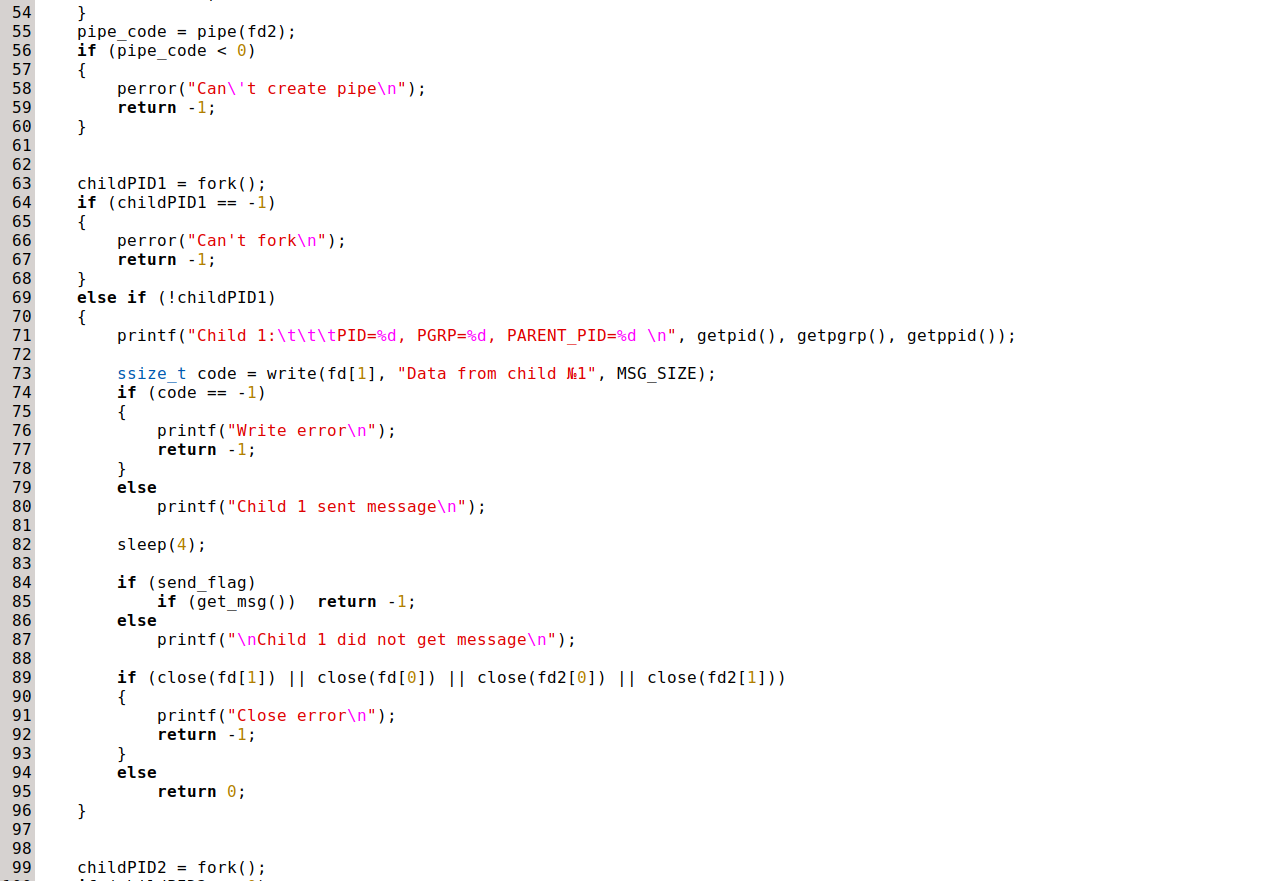 54 }
55 pipe_code = pipe(fd2);
56 if (pipe_code < 0)
57 {
58 perror("Can\'t create pipe\n");
59 return -1;
60 }
61
62
63 childPID1 = fork();
64 if (childPID1 == -1)
65 {
66 perror("Can't fork\n");
67 return -1;
68 }
69 else if (!childPID1)
70 {
71 printf("Child 1:\t\t\tPID=%d, PGRP=%d, PARENT_PID=%d \n", getpid(), getpgrp(), getppid());
72
73 ssize_t code = write(fd[1], "Data from child №1", MSG_SIZE);
74 if (code == -1)
75 {
76 printf("Write error\n");
77 return -1;
78 }
79 else
80 printf("Child 1 sent message\n");
81
82 sleep(4);
83
84 if (send_flag)
85 if (get_msg()) return -1;
86 else
87 printf("\nChild 1 did not get message\n");
88
89 if (close(fd[1]) || close(fd[0]) || close(fd2[0]) || close(fd2[1]))
90 {
91 printf("Close error\n");
92 return -1;
93 }
94 else
95 return 0;
96 }
97
98
99 childPID2 = fork();